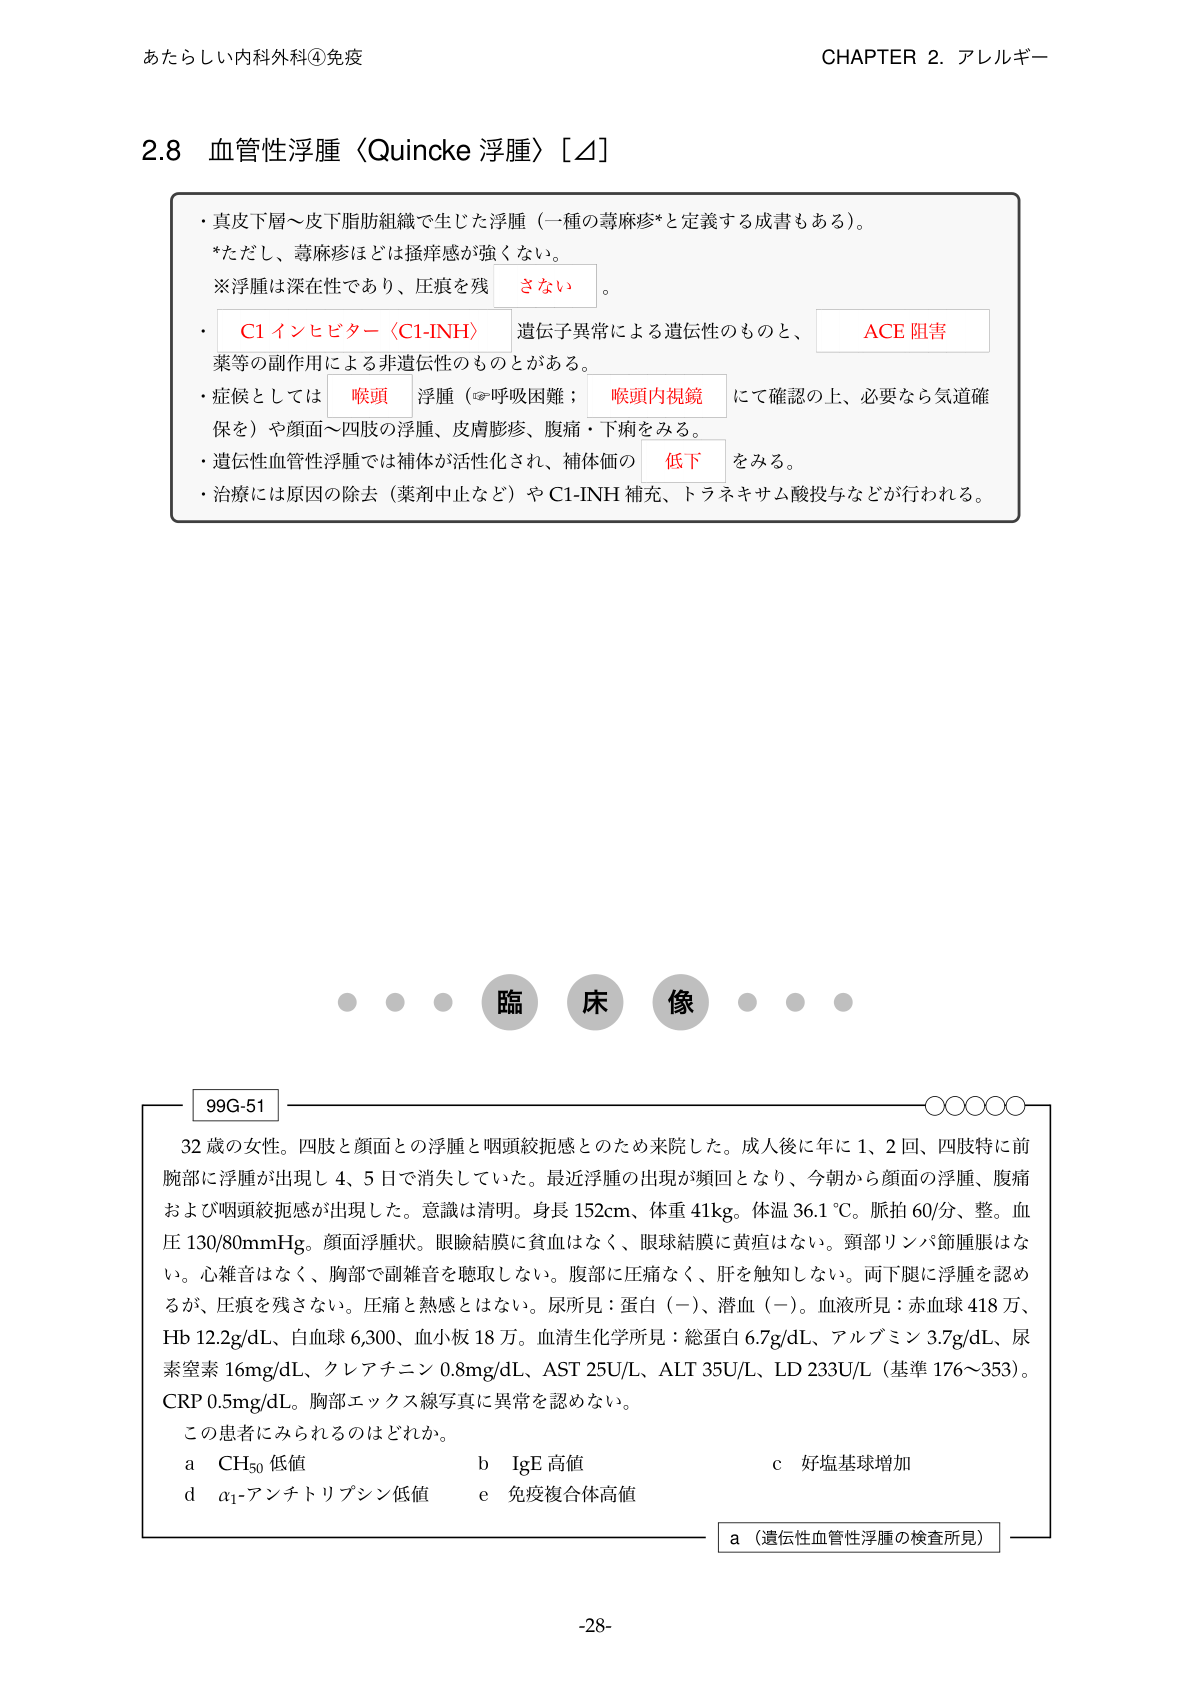 あたらしい内科外科④免疫
CHAPTER 2. アレルギー
2.8 血管性浮腫〈Quincke 浮腫〉[⊿]
・真皮下層〜皮下脂肪組織で生じた浮腫（一種の蕁麻疹*と定義する成書もある）。
*ただし、蕁麻疹ほどは掻痒感が強くない。
※浮腫は深在性であり、圧痕を残 さない 。
・ C1 インヒビター〈C1-INH〉 遺伝子異常による遺伝性のものと、 ACE 阻害
薬等の副作用による非遺伝性のものとがある。
・症候としては 喉頭 浮腫（☞呼吸困難； 喉頭内視鏡 にて確認の上、必要なら気道確
保を）や顔面〜四肢の浮腫、皮膚膨疹、腹痛・下痢をみる。
・遺伝性血管性浮腫では補体が活性化され、補体価の 低下 をみる。
・治療には原因の除去（薬剤中止など）や C1-INH 補充、トラネキサム酸投与などが行われる。
臨 床 像
99G-51
32 歳の女性。四肢と顔面との浮腫と咽頭絞扼感とのため来院した。成人後に年に 1、2 回、四肢特に前
腕部に浮腫が出現し 4、5 日で消失していた。最近浮腫の出現が頻回となり、今朝から顔面の浮腫、腹痛
および咽頭絞扼感が出現した。意識は清明。身長 152cm、体重 41kg。体温 36.1 ℃。脈拍 60/分、整。血
圧 130/80mmHg。顔面浮腫状。眼瞼結膜に貧血はなく、眼球結膜に黄疸はない。頸部リンパ節腫脹はな
い。心雑音はなく、胸部で副雑音を聴取しない。腹部に圧痛なく、肝を触知しない。両下腿に浮腫を認め
るが、圧痕を残さない。圧痛と熱感とはない。尿所見：蛋白（−）、潜血（−）。血液所見：赤血球 418 万、
Hb 12.2g/dL、白血球 6,300、血小板 18 万。血清生化学所見：総蛋白 6.7g/dL、アルブミン 3.7g/dL、尿
素窒素 16mg/dL、クレアチニン 0.8mg/dL、AST 25U/L、ALT 35U/L、LD 233U/L（基準 176〜353）。
CRP 0.5mg/dL。胸部エックス線写真に異常を認めない。
この患者にみられるのはどれか。
a CH₅₀ 低値 b IgE 高値 c 好塩基球増加
d α₁-アンチトリプシン低値 e 免疫複合体高値
a （遺伝性血管性浮腫の検査所見）
-28-